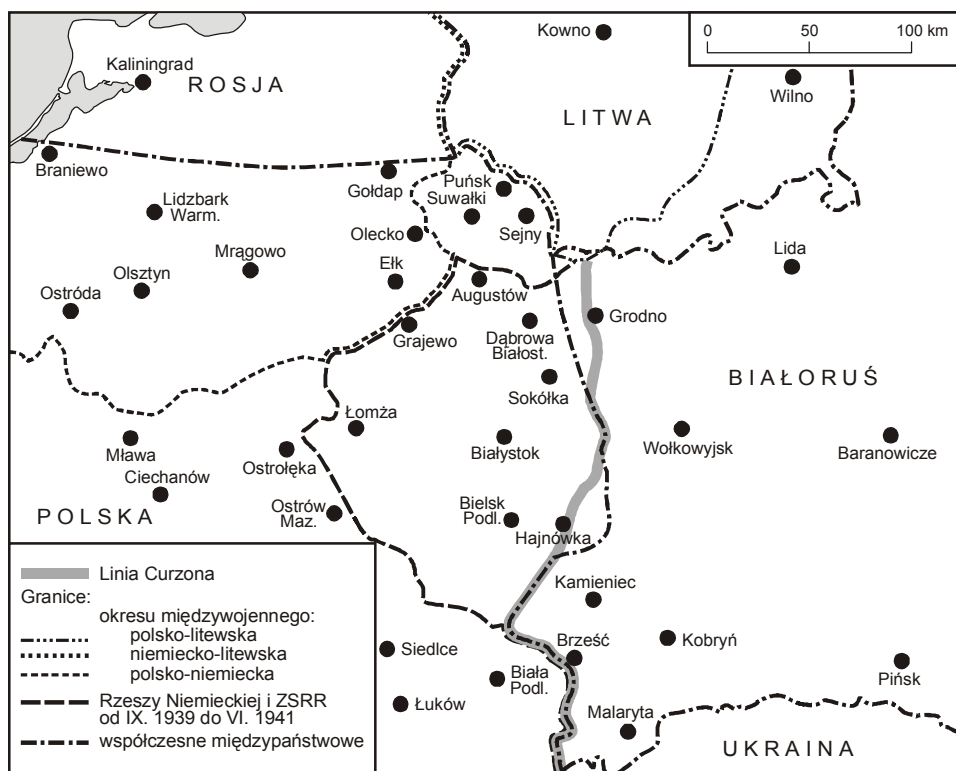 0 50 100 km
Kowno
Kaliningrad
ROSJA
LITWA
Wilno
Braniewo
Gołdap
Puńsk
Suwałki
Lidzbark
Warm.
Sejny
Olecko
Mrągowo
Lida
Olsztyn
Ełk
Augustów
Ostróda
Grodno
Grajewo
Dąbrowa
Białost.
BIAŁORUŚ
Sokółka
Łomża
Mława
Ostrołęka
Białystok
Wołkowyjsk
Baranowicze
Ciechanów
POLSKA
Ostrów
Maz.
Bielsk
Podl.
Hajnówka
Kamieniec
Siedlce
Brześć
Kobryń
Biała
Podl.
Pińsk
Łuków
Malaryta
UKRAINA
Linia Curzona
Granice:
okresu międzywojennego:
polsko-litewska
niemiecko-litewska
polsko-niemiecka
Rzeszy Niemieckiej i ZSRR
od IX. 1939 do VI. 1941
współczesne międzypaństwowe